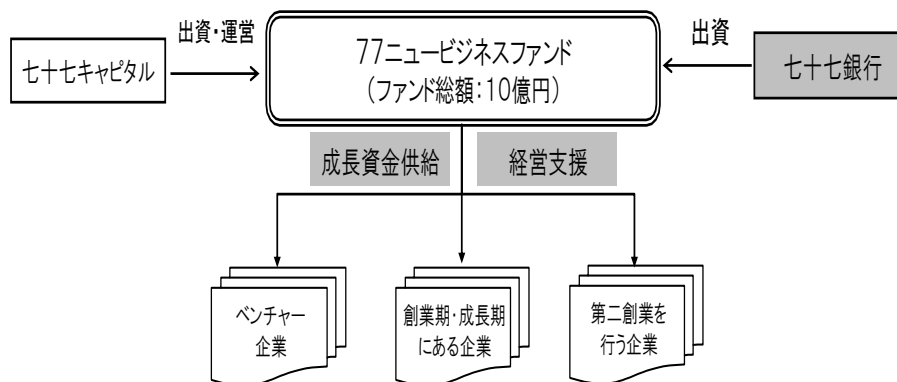 出資・運営
七十七キャピタル
77ニュービジネスファンド
(ファンド総額:10億円)
出資
七十七銀行
成長資金供給
経営支援
ベンチャー
企業
創業期・成長期
にある企業
第二創業を
行う企業